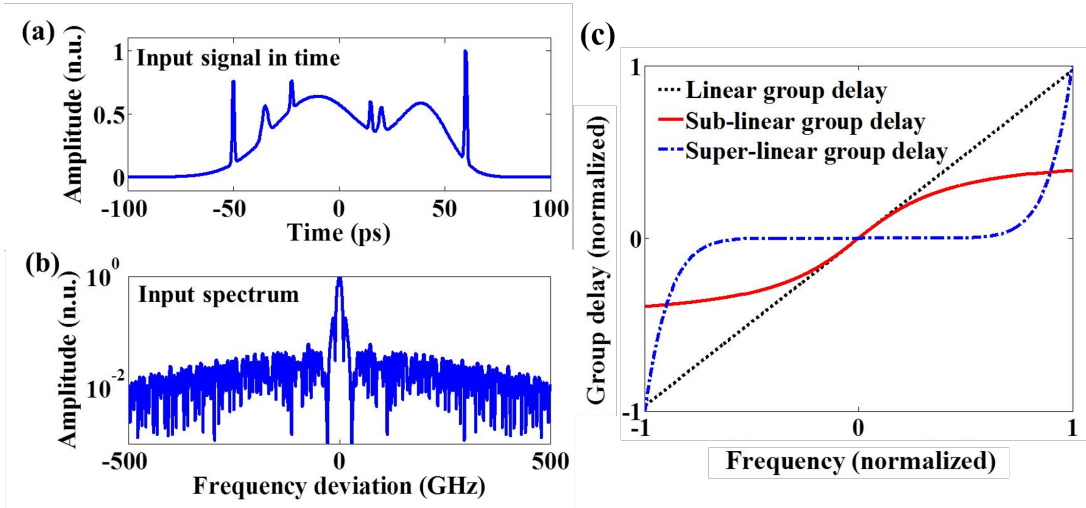 (a)
Amplitude (n.u.)
1
0.5
0
Input signal in time
-100
-50
0
50
100
Time (ps)
(b)
Amplitude (n.u.)
10^0
10^-2
Input spectrum
-500
0
500
Frequency deviation (GHz)
(c)
Group delay (normalized)
1
0
-1
Linear group delay
Sub-linear group delay
Super-linear group delay
-1
0
1
Frequency (normalized)